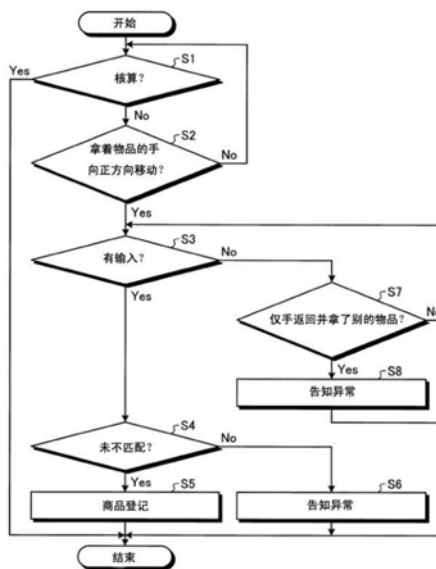 开始
S1
Yes
核算?
No
S2
拿着物品的手
向正方向移动?
No
Yes
S3
有输入?
No
Yes
S7
仅手返回并拿了别的物品?
No
Yes
S8
告知异常
S4
未不匹配?
No
Yes
S5
商品登记
S6
告知异常
结束